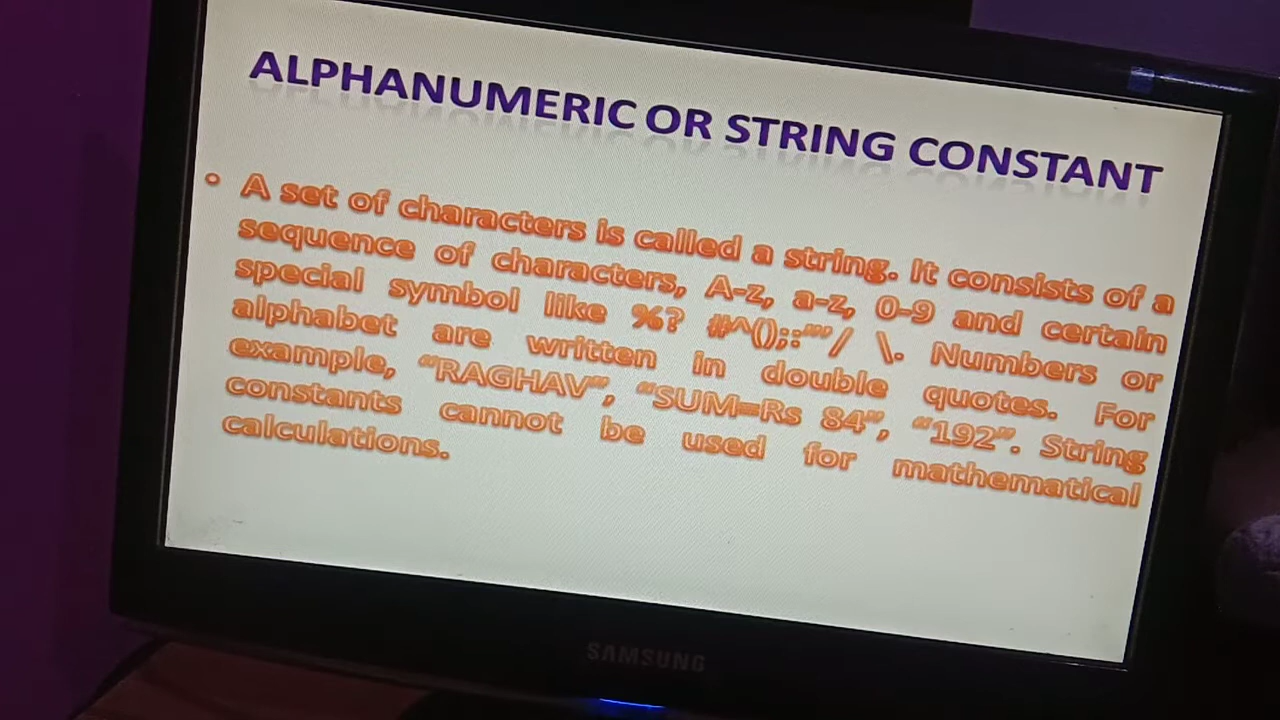 ALPHANUMERIC OR STRING CONSTANT
• A set of characters is called a string. It consists of a
sequence of characters, A-z, a-z, 0-9 and certain
special symbol like %? #^();:"'/ \. Numbers or
alphabet are written in double quotes. For
example, “RAGHAV”, “SUM=Rs 84”, “192”. String
constants cannot be used for mathematical
calculations.
SAMSUNG